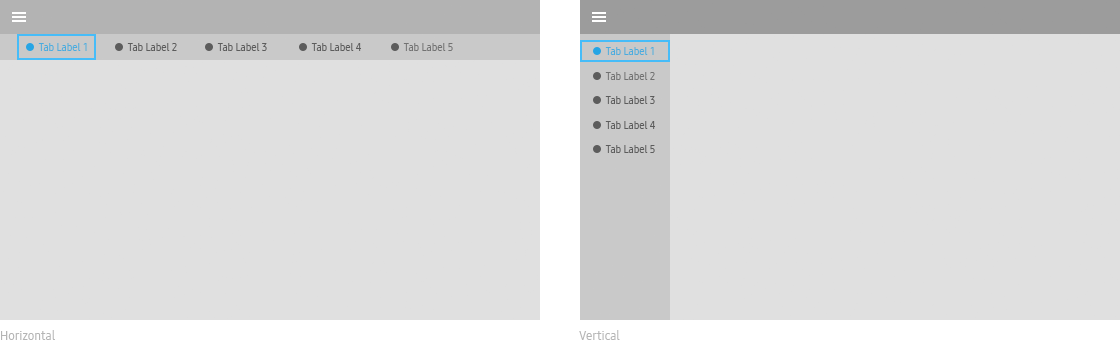 Tab Label 1 Tab Label 2 Tab Label 3 Tab Label 4 Tab Label 5
Horizontal
Tab Label 1
Tab Label 2
Tab Label 3
Tab Label 4
Tab Label 5
Vertical